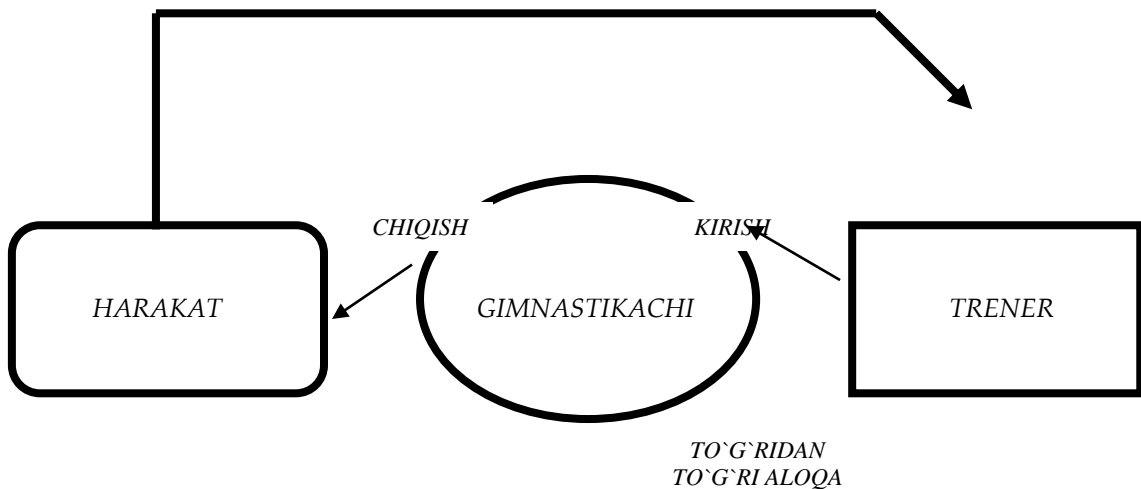 CHIQISH
KIRISH
HARAKAT
GIMNASTIKACHI
TRENER
TO`G`RIDAN
TO`G`RI ALOQA